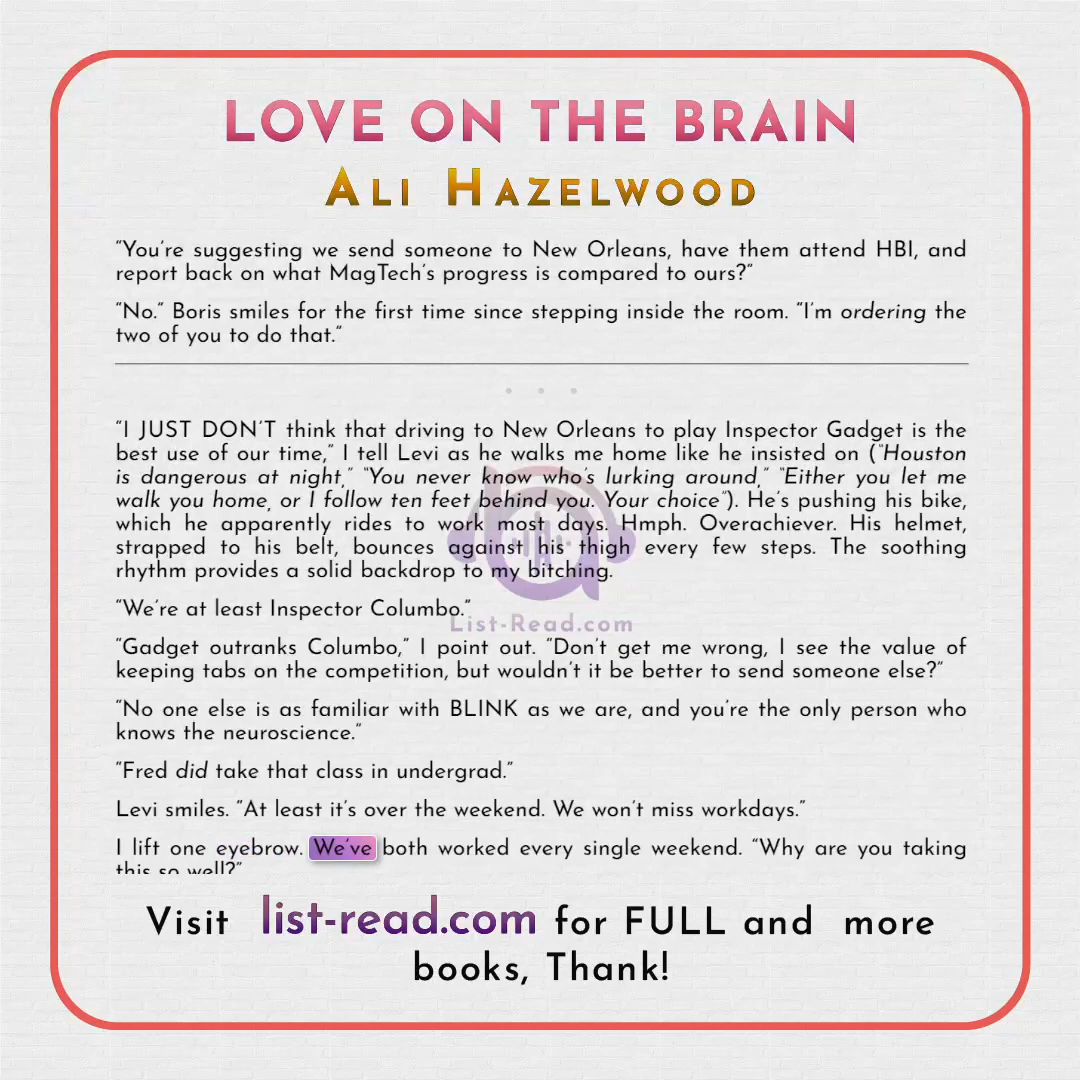 LOVE ON THE BRAIN
ALI HAZELWOOD
“You’re suggesting we send someone to New Orleans, have them attend HBI, and
report back on what MagTech’s progress is compared to ours?”
“No.” Boris smiles for the first time since stepping inside the room. “I’m ordering the
two of you to do that.”
. . .
“I JUST DON’T think that driving to New Orleans to play Inspector Gadget is the
best use of our time,” I tell Levi as he walks me home like he insisted on (“Houston
is dangerous at night,” “You never know who’s lurking around,” “Either you let me
walk you home, or I follow ten feet behind you. Your choice”). He’s pushing his bike,
which he apparently rides to work most days. Hmph. Overachiever. His helmet,
strapped to his belt, bounces against his thigh every few steps. The soothing
rhythm provides a solid backdrop to my bitching.
“We’re at least Inspector Columbo.”
List-Read.com
“Gadget outranks Columbo,” I point out. “Don’t get me wrong, I see the value of
keeping tabs on the competition, but wouldn’t it be better to send someone else?”
“No one else is as familiar with BLINK as we are, and you’re the only person who
knows the neuroscience.”
“Fred did take that class in undergrad.”
Levi smiles. “At least it’s over the weekend. We won’t miss workdays.”
I lift one eyebrow. We’ve both worked every single weekend. “Why are you taking
this so well?”
Visit list-read.com for FULL and more
books, Thank!